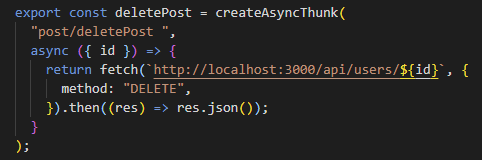 export const deletePost = createAsyncThunk(
  "post/deletePost ",
  async ({ id }) => {
    return fetch(`http://localhost:3000/api/users/${id}`, {
      method: "DELETE",
    }).then((res) => res.json());
  }
);